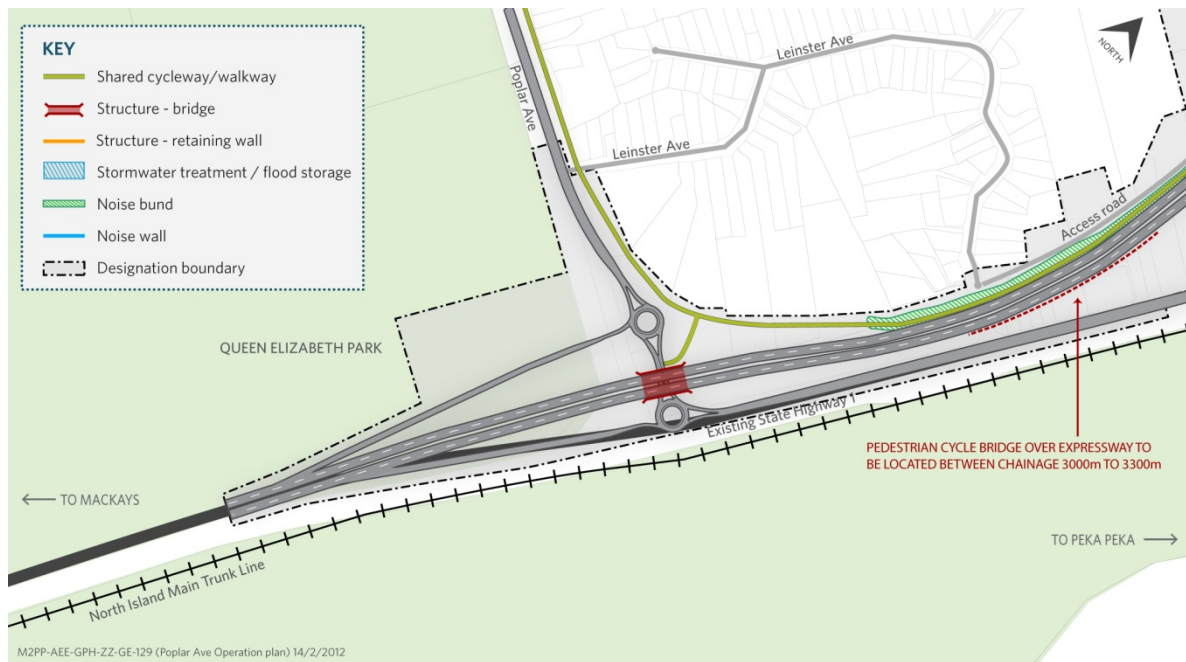 KEY
Shared cycleway/walkway
Structure - bridge
Structure - retaining wall
Stormwater treatment / flood storage
Noise bund
Noise wall
Designation boundary
Poplar Ave
Leinster Ave
Leinster Ave
NORTH
Access road
QUEEN ELIZABETH PARK
Existing State Highway 1
PEDESTRIAN CYCLE BRIDGE OVER EXPRESSWAY TO
BE LOCATED BETWEEN CHAINAGE 3000m TO 3300m
TO MACKAYS
TO PEKA PEKA
North Island Main Trunk Line
M2PP-AEE-GPH-ZZ-GE-129 (Poplar Ave Operation plan) 14/2/2012